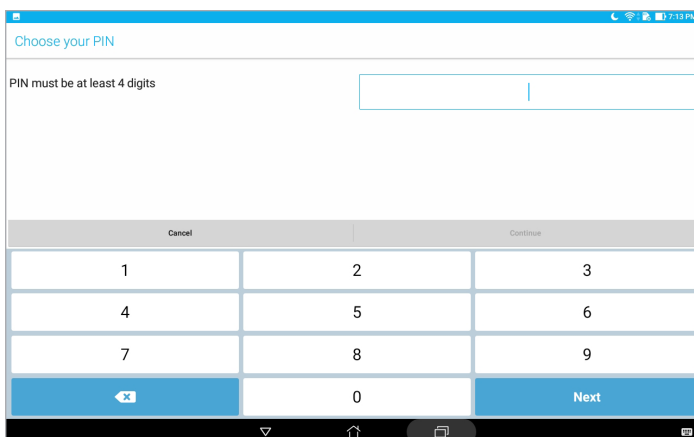 7:13 PM
Choose your PIN
PIN must be at least 4 digits
Cancel Continue
1 2 3
4 5 6
7 8 9
0 Next